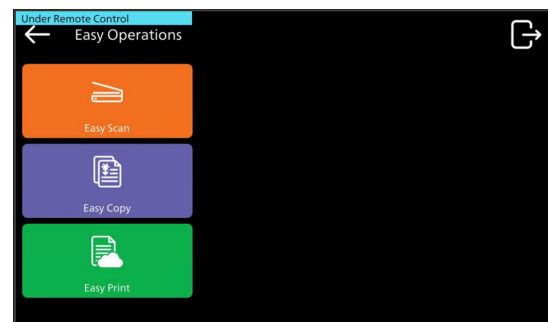 Under Remote Control
Easy Operations
Easy Scan
¥
Easy Copy
Easy Print